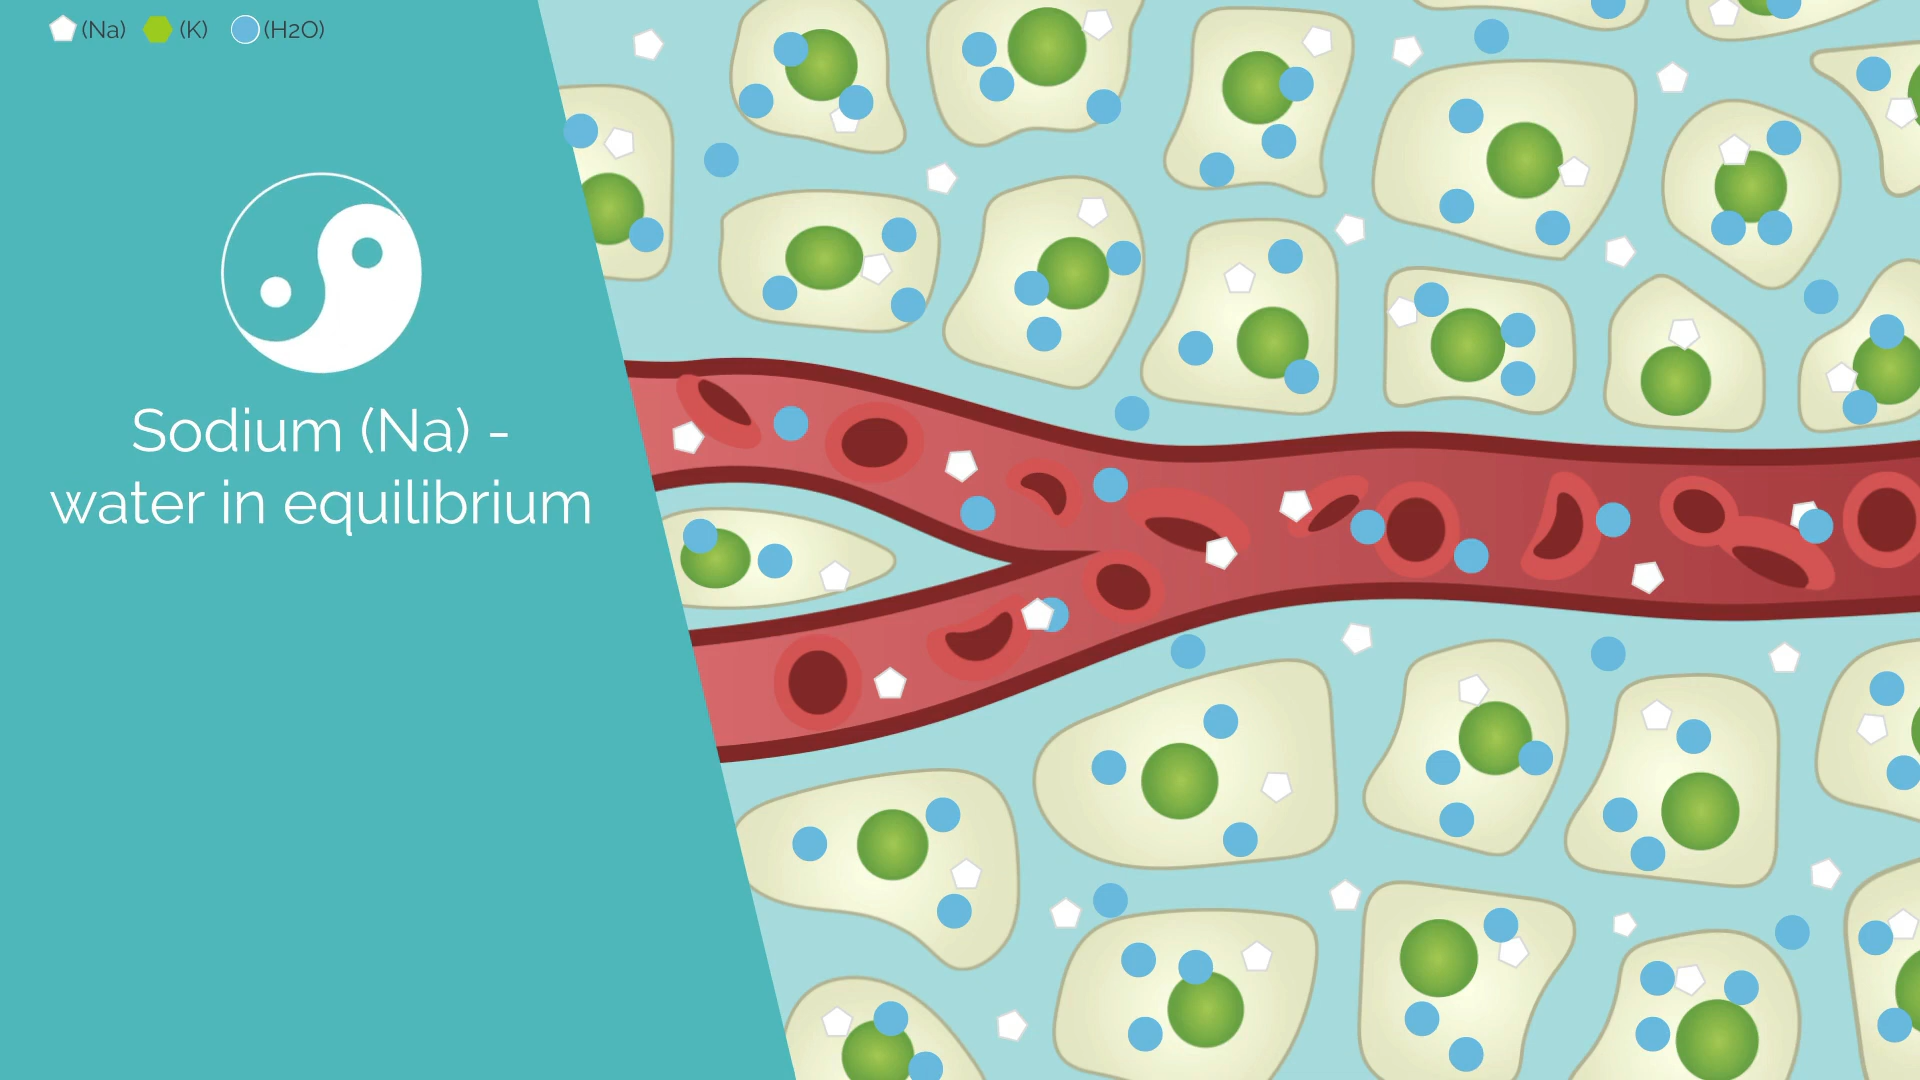 (Na) (K) (H2O)
Sodium (Na) -
water in equilibrium